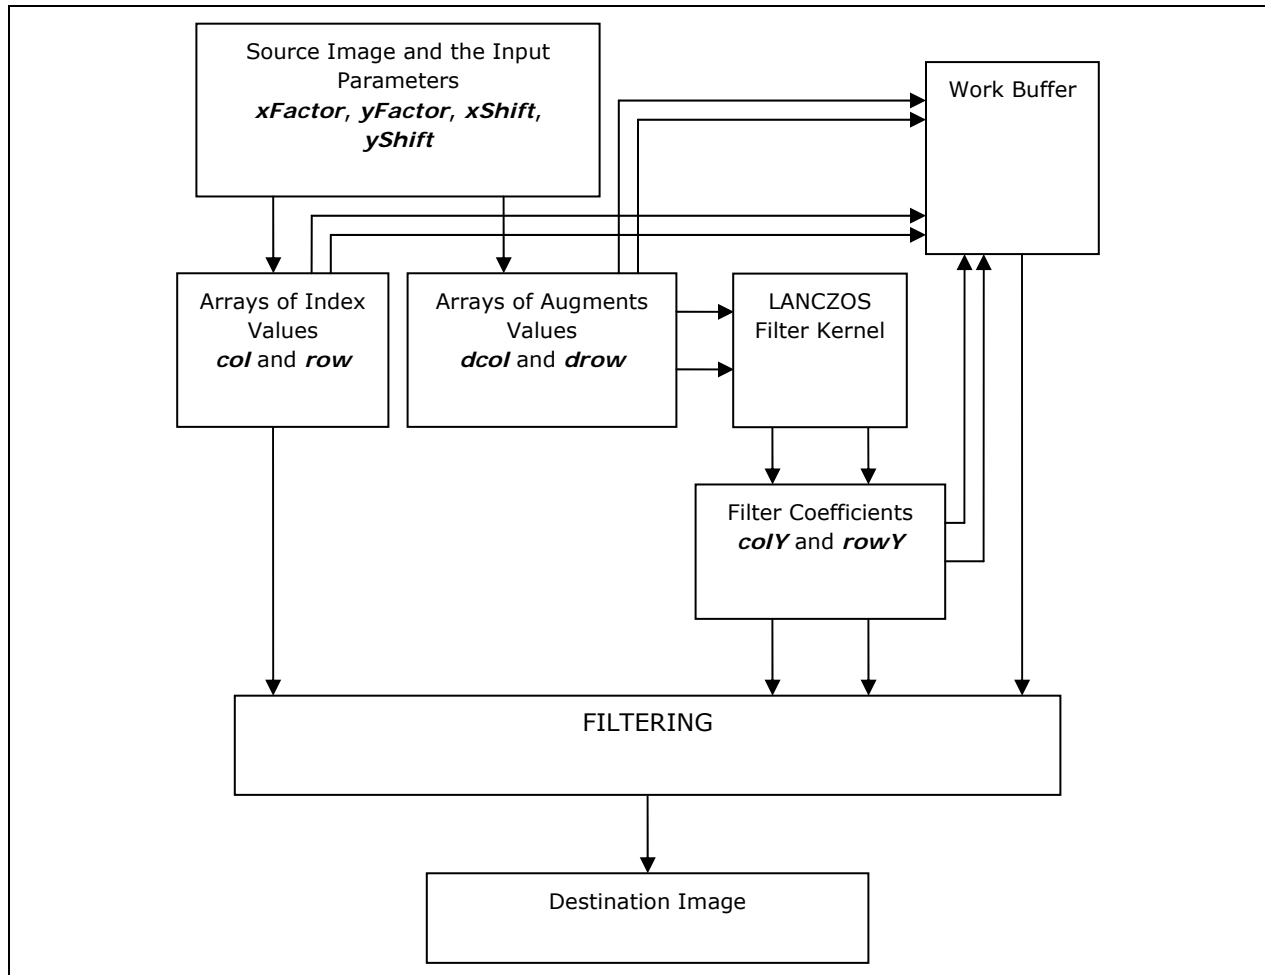 Source Image and the Input
Parameters
xFactor, yFactor, xShift,
yShift
Work Buffer
Arrays of Index
Values
col and row
Arrays of Augments
Values
dcol and drow
LANCZOS
Filter Kernel
Filter Coefficients
colY and rowY
FILTERING
Destination Image